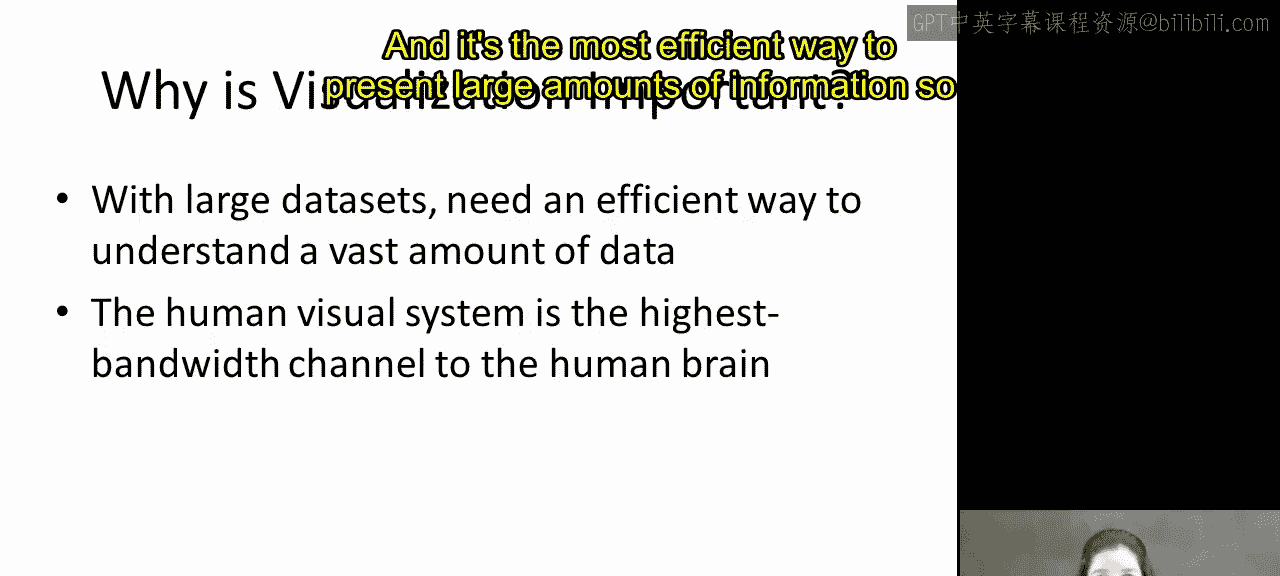 GPT中英字幕课程资源@bilibili.com
And it's the most efficient way to
present large amounts of information so
Why is Visualization Important?
• With large datasets, need an efficient way to
understand a vast amount of data
• The human visual system is the highest-
bandwidth channel to the human brain